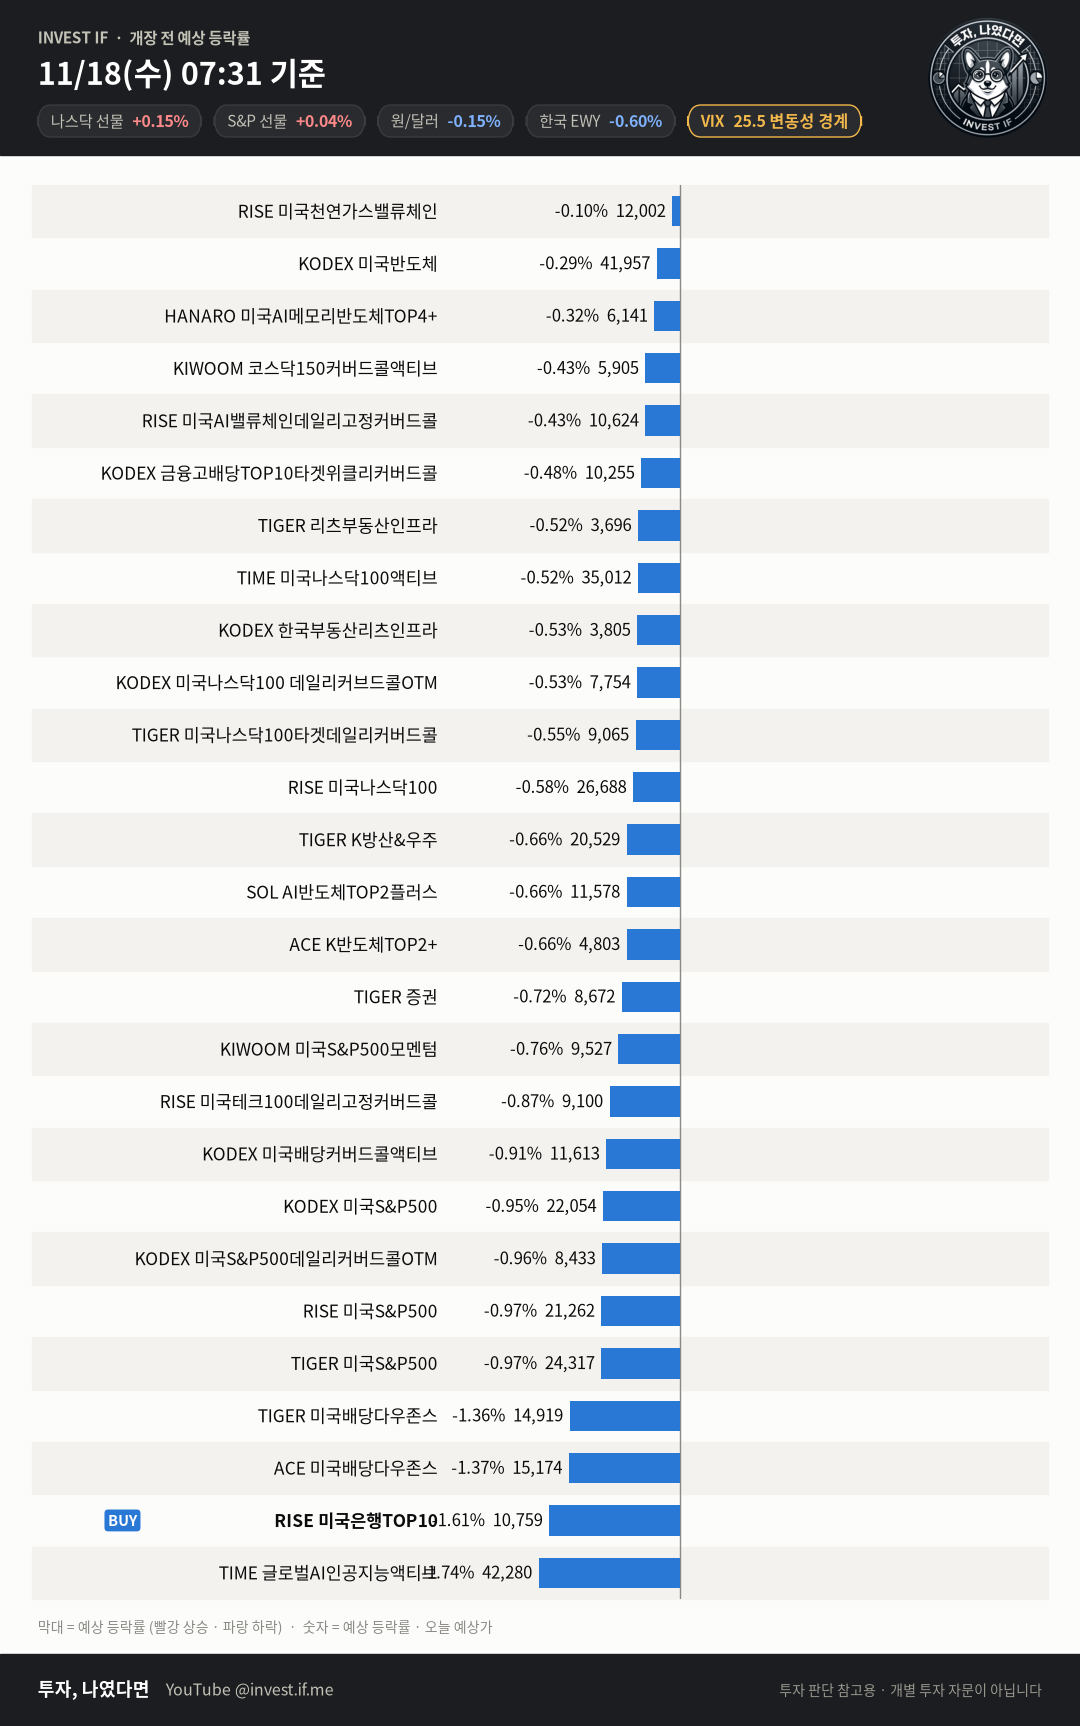 INVEST IF · 개장 전 예상 등락률
11/18(수) 07:31 기준
나스닥 선물 +0.15% S&P 선물 +0.04% 원/달러 -0.15% 한국 EWY -0.60% VIX 25.5 변동성 경계
투자, 나였다면
INVEST IF
RISE 미국천연가스밸류체인 -0.10% 12,002
KODEX 미국반도체 -0.29% 41,957
HANARO 미국AI메모리반도체TOP4+ -0.32% 6,141
KIWOOM 코스닥150커버드콜액티브 -0.43% 5,905
RISE 미국AI밸류체인데일리고정커버드콜 -0.43% 10,624
KODEX 금융고배당TOP10타겟위클리커버드콜 -0.48% 10,255
TIGER 리츠부동산인프라 -0.52% 3,696
TIME 미국나스닥100액티브 -0.52% 35,012
KODEX 한국부동산리츠인프라 -0.53% 3,805
KODEX 미국나스닥100 데일리커브드콜OTM -0.53% 7,754
TIGER 미국나스닥100타겟데일리커버드콜 -0.55% 9,065
RISE 미국나스닥100 -0.58% 26,688
TIGER K방산&우주 -0.66% 20,529
SOL AI반도체TOP2플러스 -0.66% 11,578
ACE K반도체TOP2+ -0.66% 4,803
TIGER 증권 -0.72% 8,672
KIWOOM 미국S&P500모멘텀 -0.76% 9,527
RISE 미국테크100데일리고정커버드콜 -0.87% 9,100
KODEX 미국배당커버드콜액티브 -0.91% 11,613
KODEX 미국S&P500 -0.95% 22,054
KODEX 미국S&P500데일리커버드콜OTM -0.96% 8,433
RISE 미국S&P500 -0.97% 21,262
TIGER 미국S&P500 -0.97% 24,317
TIGER 미국배당다우존스 -1.36% 14,919
ACE 미국배당다우존스 -1.37% 15,174
BUY RISE 미국은행TOP10 -1.61% 10,759
TIME 글로벌AI인공지능액티브 -1.74% 42,280
막대 = 예상 등락률 (빨강 상승 · 파랑 하락) · 숫자 = 예상 등락률 · 오늘 예상가
투자, 나였다면 YouTube @invest.if.me
투자 판단 참고용 · 개별 투자 자문이 아닙니다